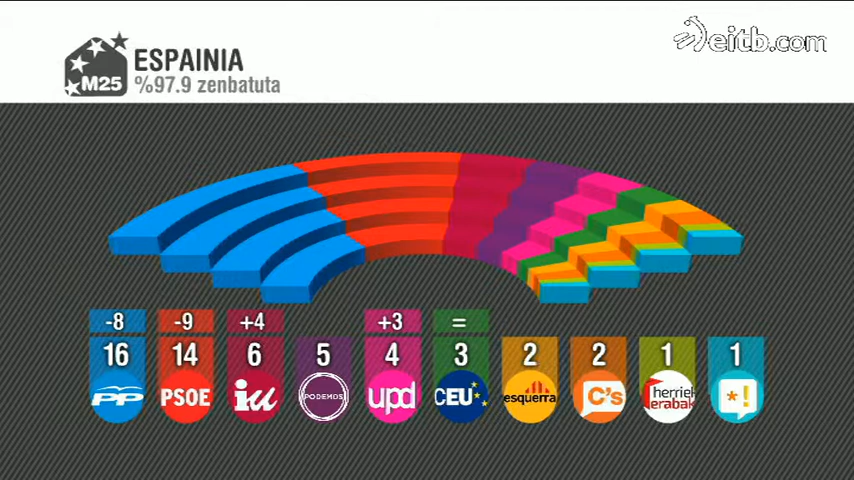 eitb.com
ESPAINIA
M25
%97.9 zenbatuta
-8 -9 +4 +3 =
16 14 6 5 4 3 2 2 1 1
PP PSOE iu PODEMOS upd CEU esquerra C's herriek erabaki *!